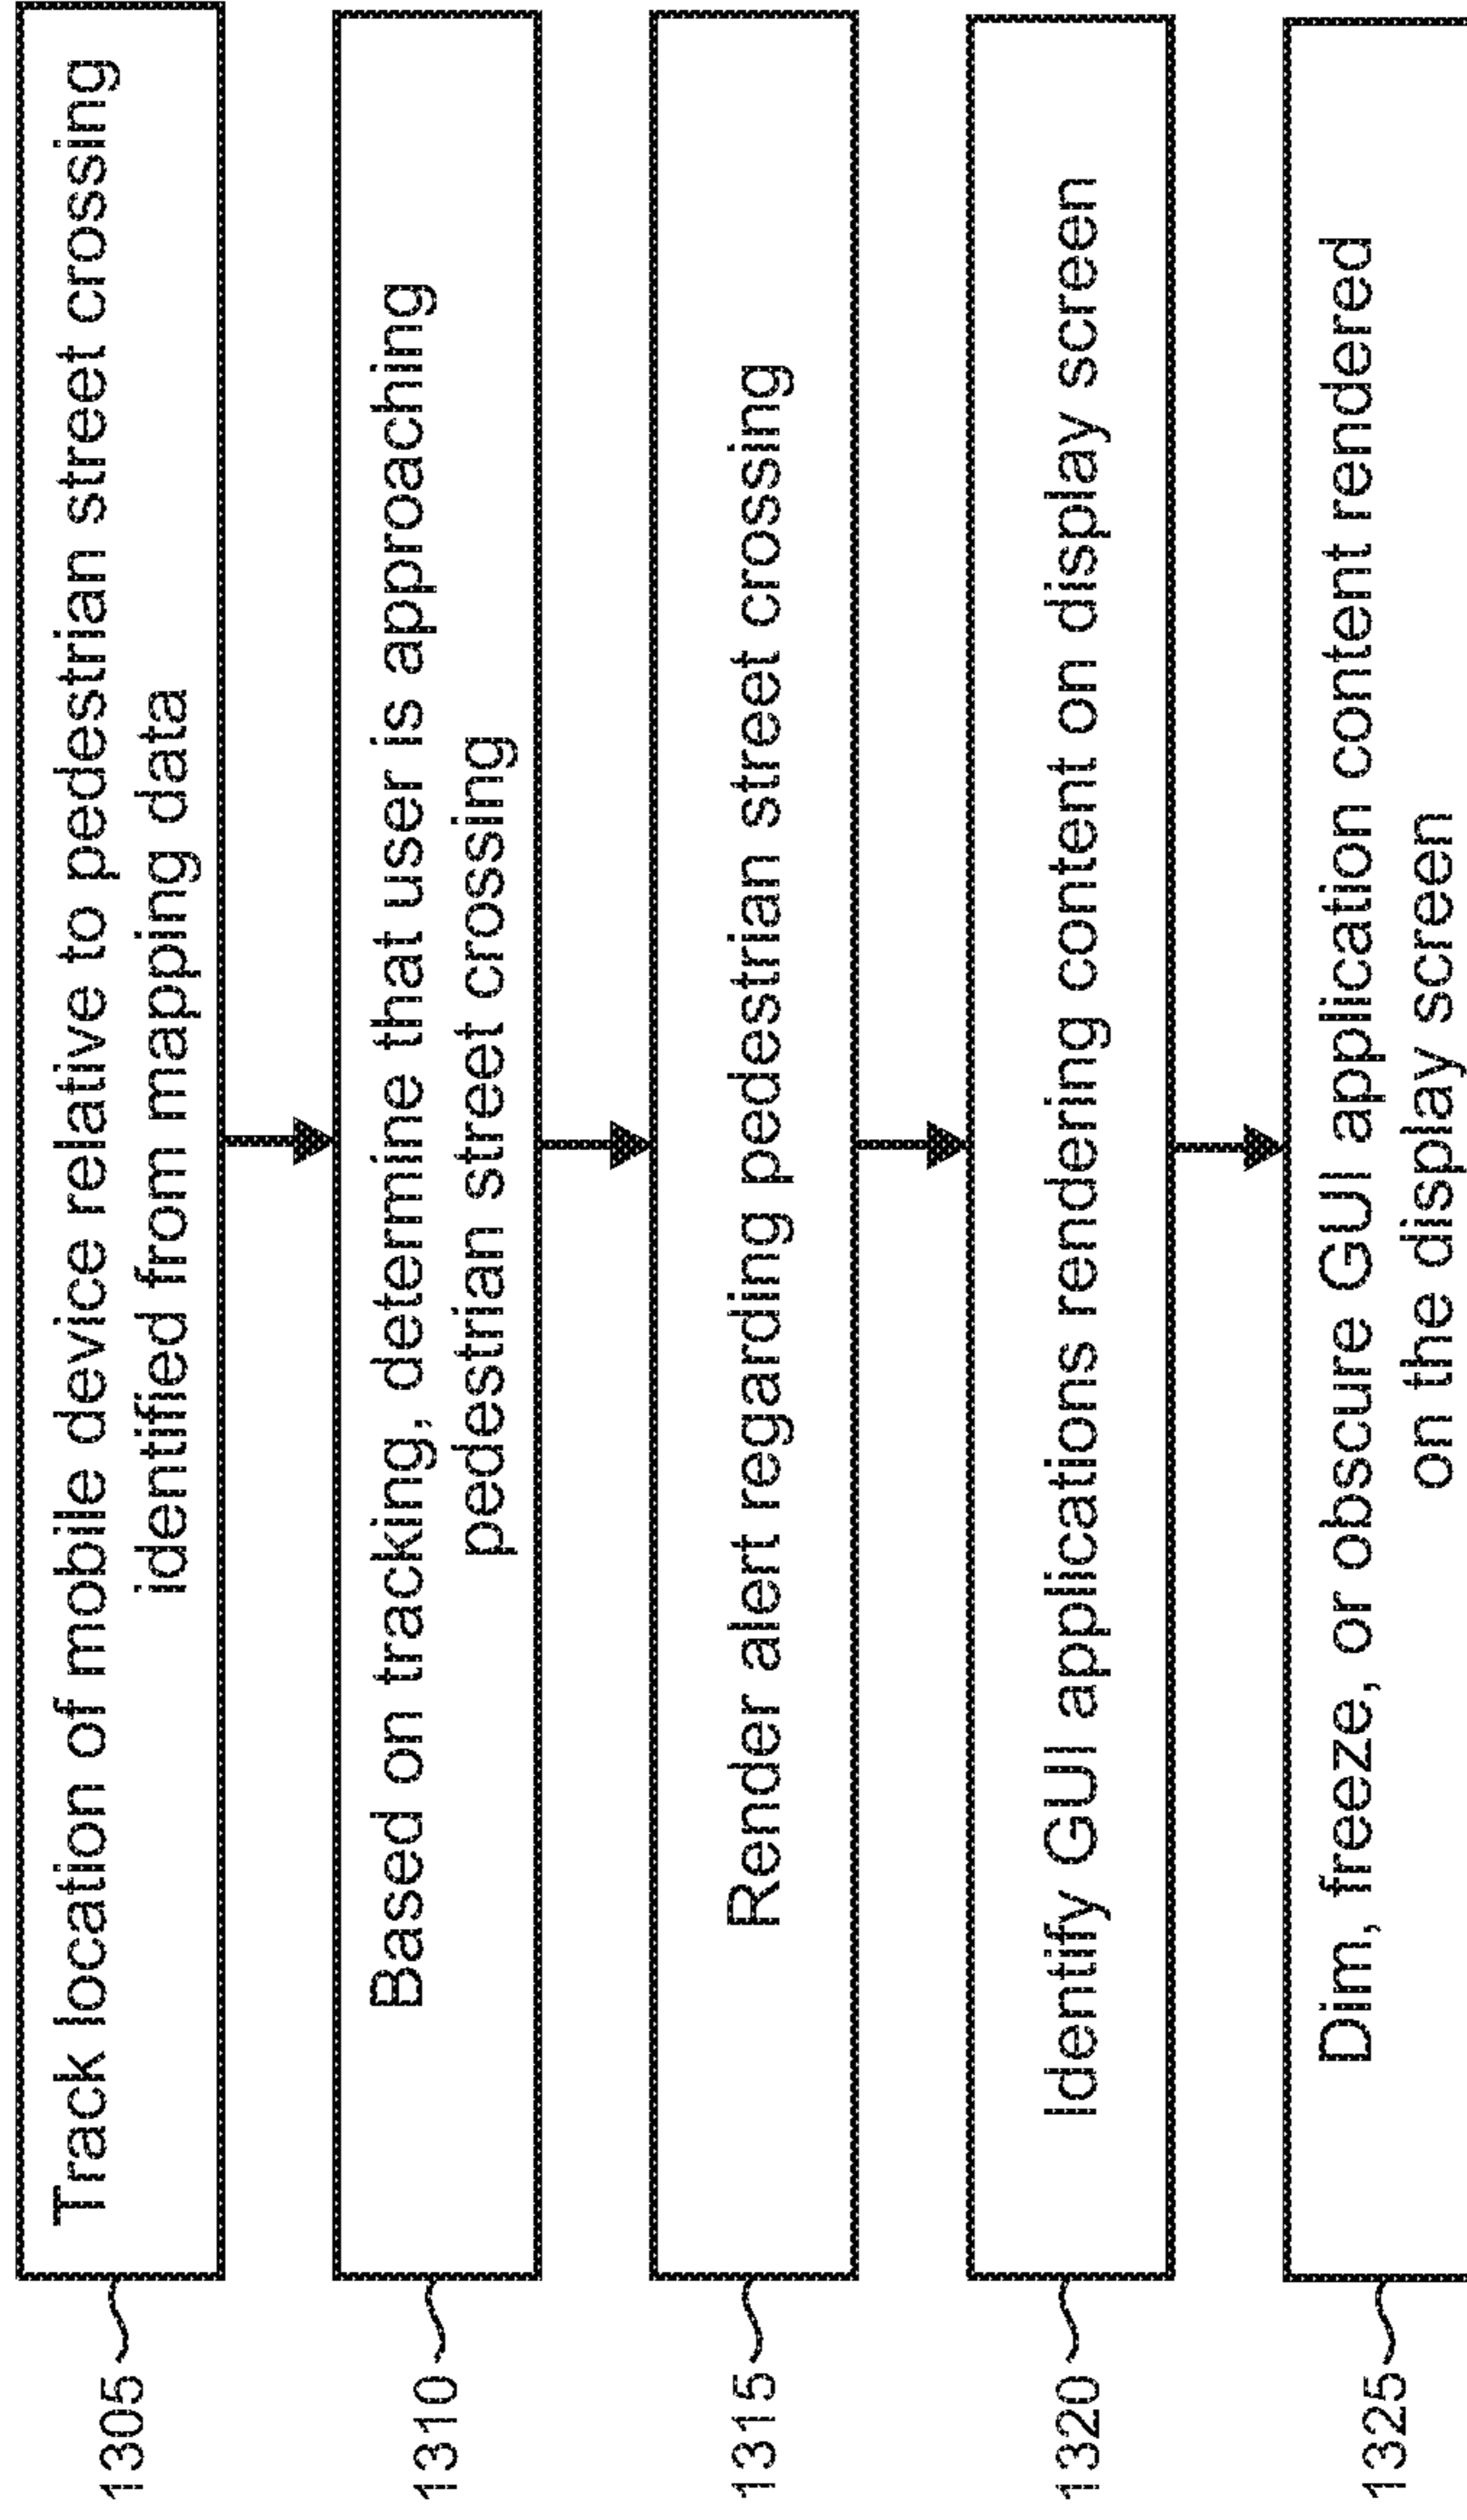 1305
Track location of mobile device relative to pedestrian street crossing
identified from mapping data
1310
Based on tracking, determine that user is approaching
pedestrian street crossing
1315
Render alert regarding pedestrian street crossing
1320
Identify GUI applications rendering content on display screen
1325
Dim, freeze, or obscure GUI application content rendered
on the display screen